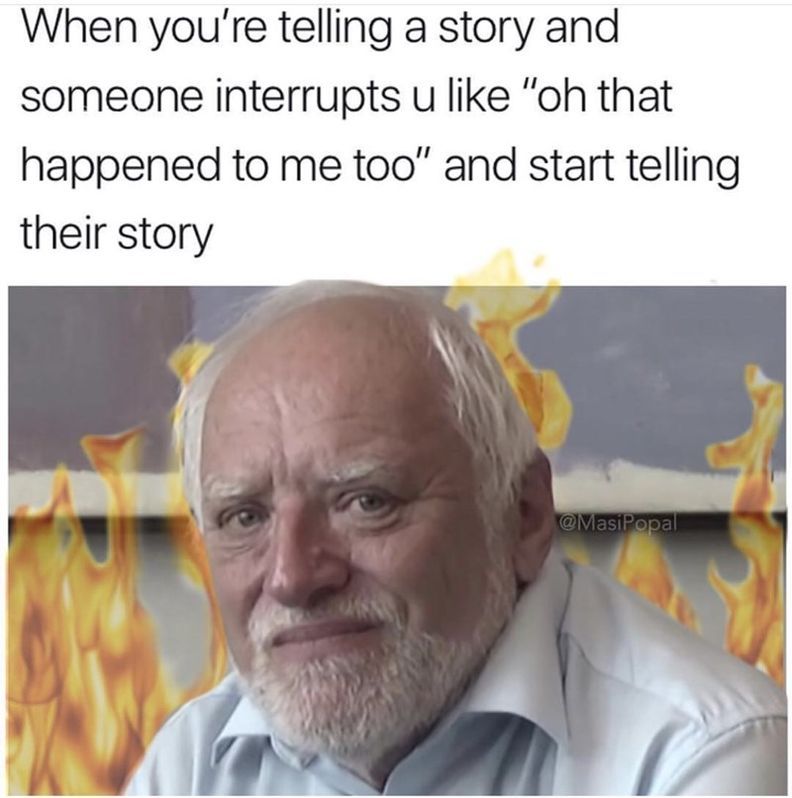 When you’re telling a story and
someone interrupts u like “oh that
happened to me too” and start telling
their story
@MasiPopal